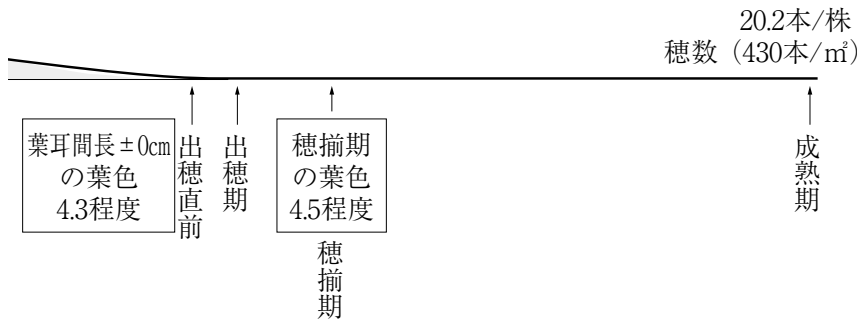 20.2本/株
穂数（430本/㎡）
葉耳間長±0cm
の葉色
4.3程度
出穂直前
出穂期
穂揃期
の葉色
4.5程度
穂揃期
成熟期